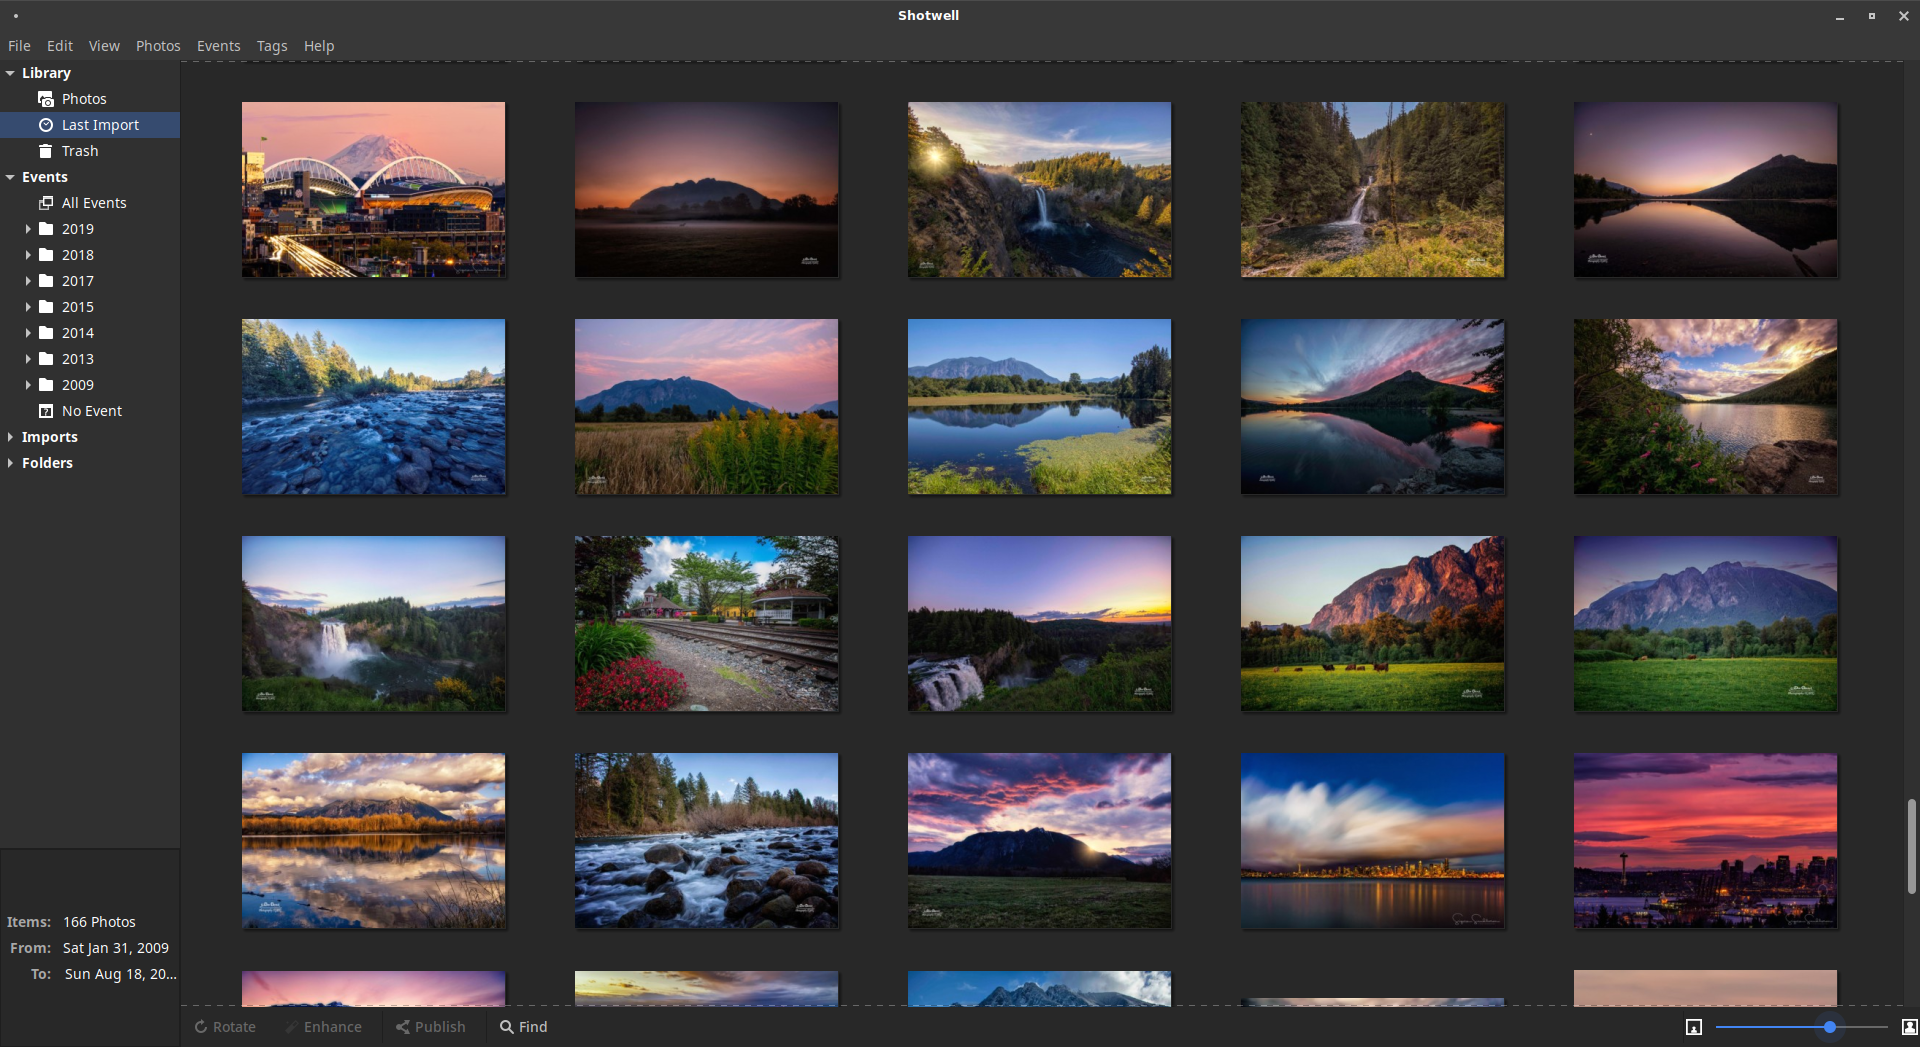 Shotwell
File Edit View Photos Events Tags Help
Library
Photos
Last Import
Trash
Events
All Events
2019
2018
2017
2015
2014
2013
2009
No Event
Imports
Folders
Items: 166 Photos
From: Sat Jan 31, 2009
To: Sun Aug 18, 20...
Rotate Enhance Publish Find